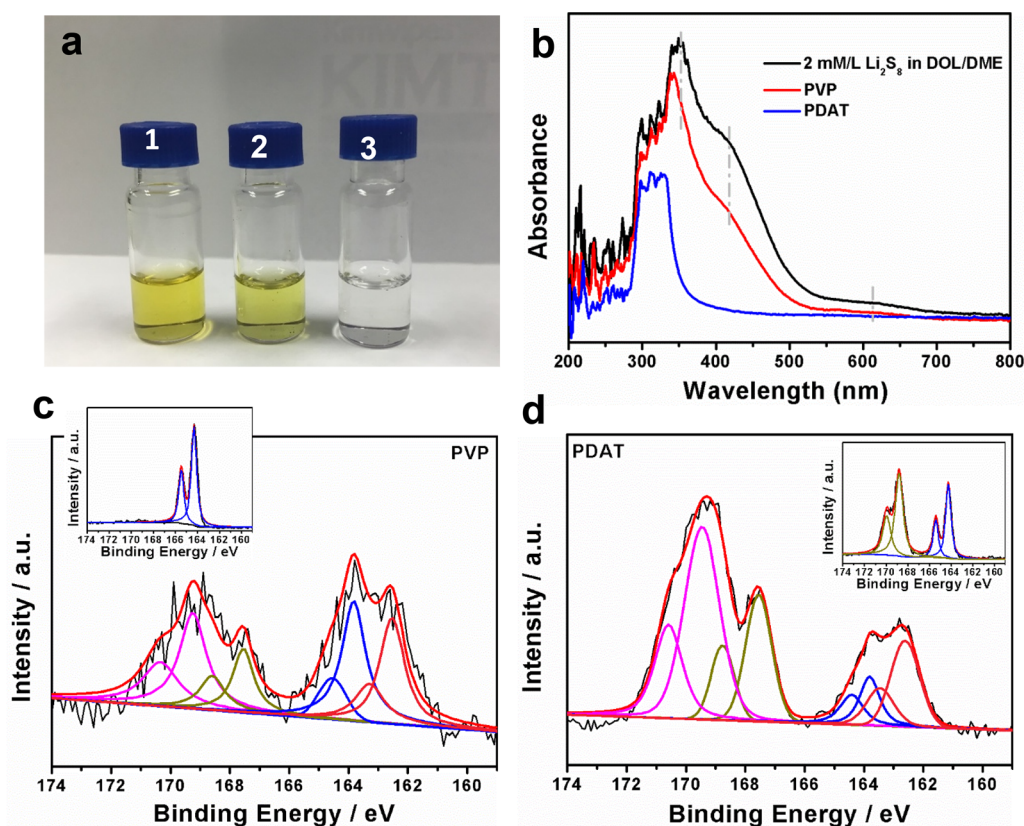 a
1
2
3
b
2 mM/L Li₂S₈ in DOL/DME
PVP
PDAT
Absorbance
200 300 400 500 600 700 800
Wavelength (nm)
c
PVP
Intensity / a.u.
174 172 170 168 166 164 162 160
Binding Energy / eV
Intensity / a.u.
174 172 170 168 166 164 162 160
Binding Energy / eV
d
PDAT
Intensity / a.u.
174 172 170 168 166 164 162 160
Binding Energy / eV
Intensity / a.u.
174 172 170 168 166 164 162 160
Binding Energy / eV